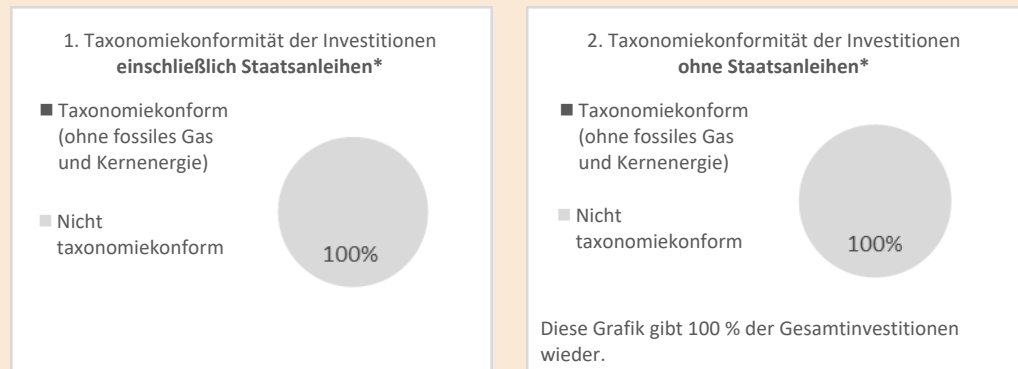 1. Taxonomiekonformität der Investitionen
einschließlich Staatsanleihen*
Taxonomiekonform
(ohne fossiles Gas
und Kernenergie)
Nicht
taxonomiekonform
100%
2. Taxonomiekonformität der Investitionen
ohne Staatsanleihen*
Taxonomiekonform
(ohne fossiles Gas
und Kernenergie)
Nicht
taxonomiekonform
100%
Diese Grafik gibt 100 % der Gesamtinvestitionen
wieder.